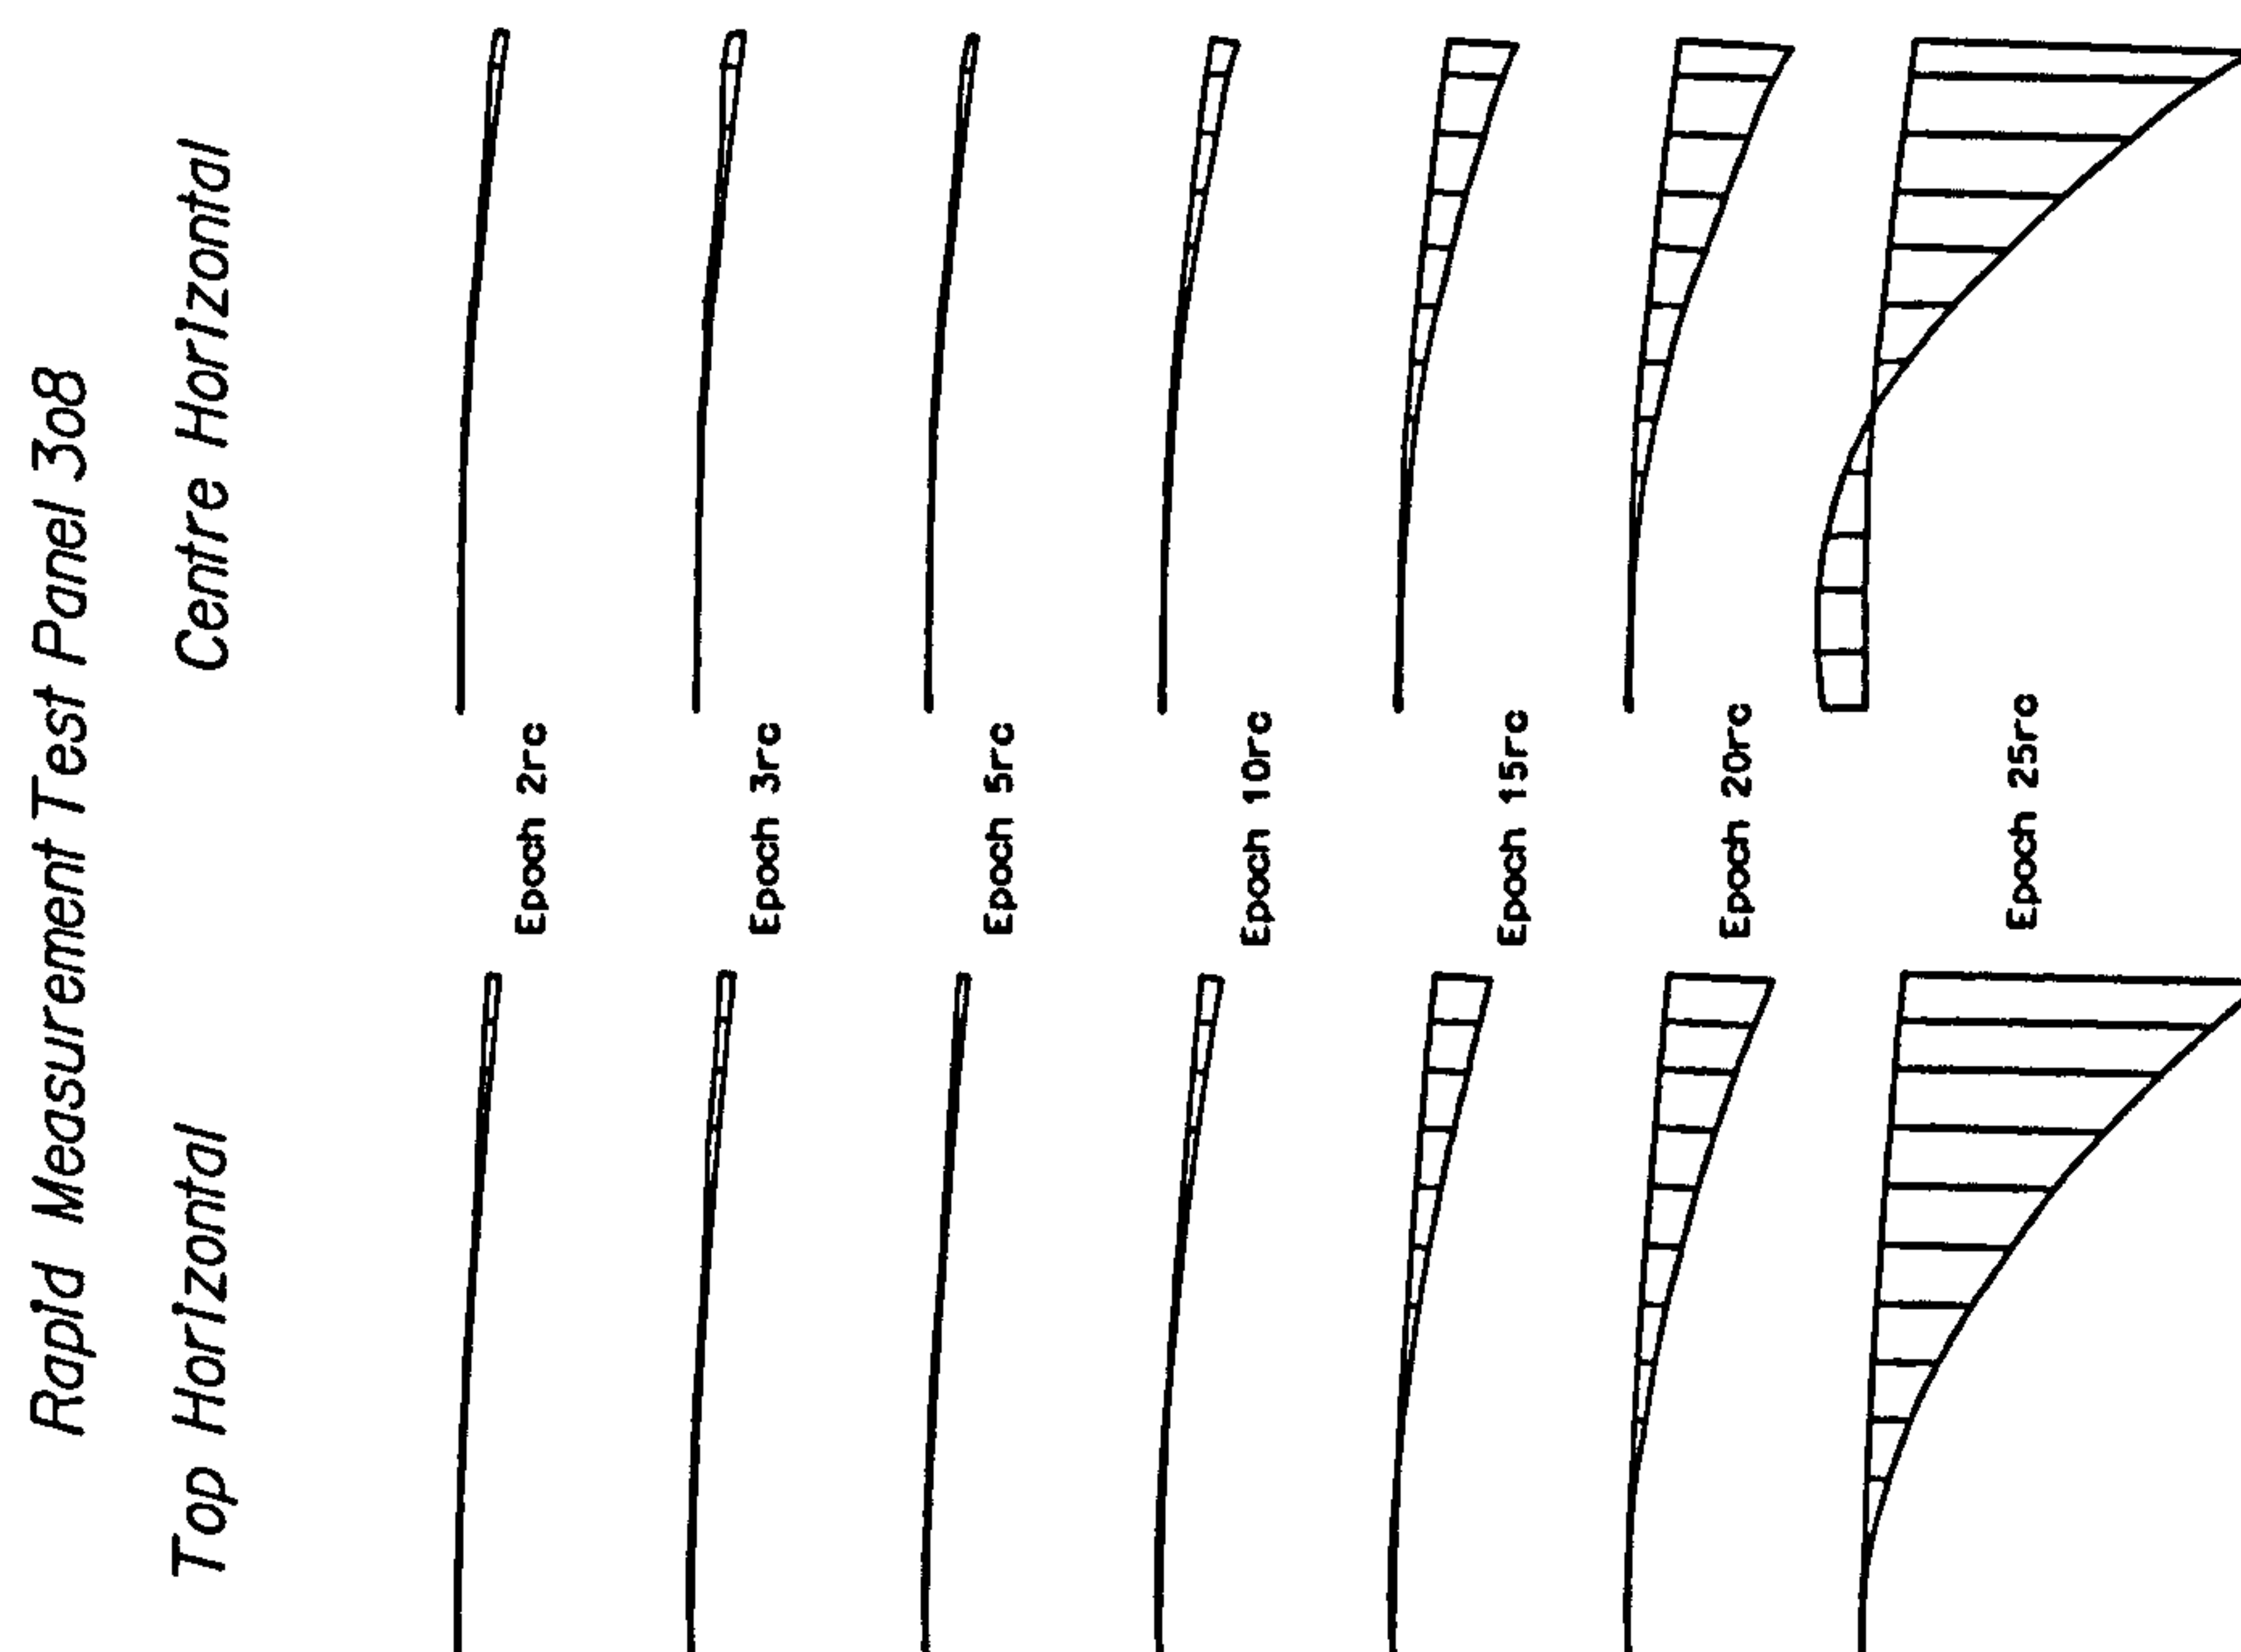 Rapid Measurement Test Panel 3o8
Top Horizontal
Centre Horizontal
Epoch 2rc
Epoch 3rc
Epoch 5rc
Epoch 10rc
Epoch 15rc
Epoch 20rc
Epoch 25rc